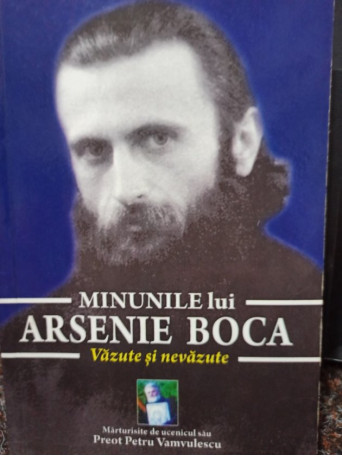 MINUNILE lui
ARSENIE BOCA
Văzute și nevăzute
Mărturisite de ucenicul său
Preot Petru Vamvulescu